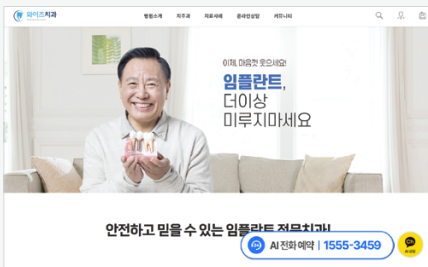 와이즈치과
병원소개 치주과 치료사례 온라인상담 커뮤니티
이제, 마음껏 웃으세요!
임플란트,
더이상
미루지마세요
안전하고 믿을 수 있는 임플란트 전문치과!
AI 전화 예약 | 1555-3459